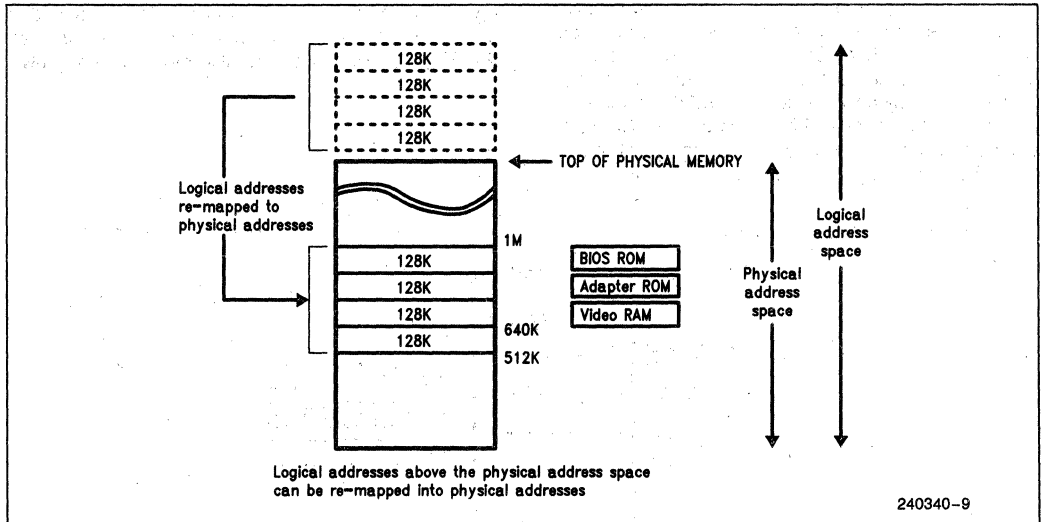 128K
128K
128K
128K
TOP OF PHYSICAL MEMORY
Logical addresses
re-mapped to
physical addresses
1M
128K
128K
128K
128K
640K
512K
BIOS ROM
Adapter ROM
Video RAM
Physical
address
space
Logical
address
space
Logical addresses above the physical address space
can be re-mapped into physical addresses
240340-9